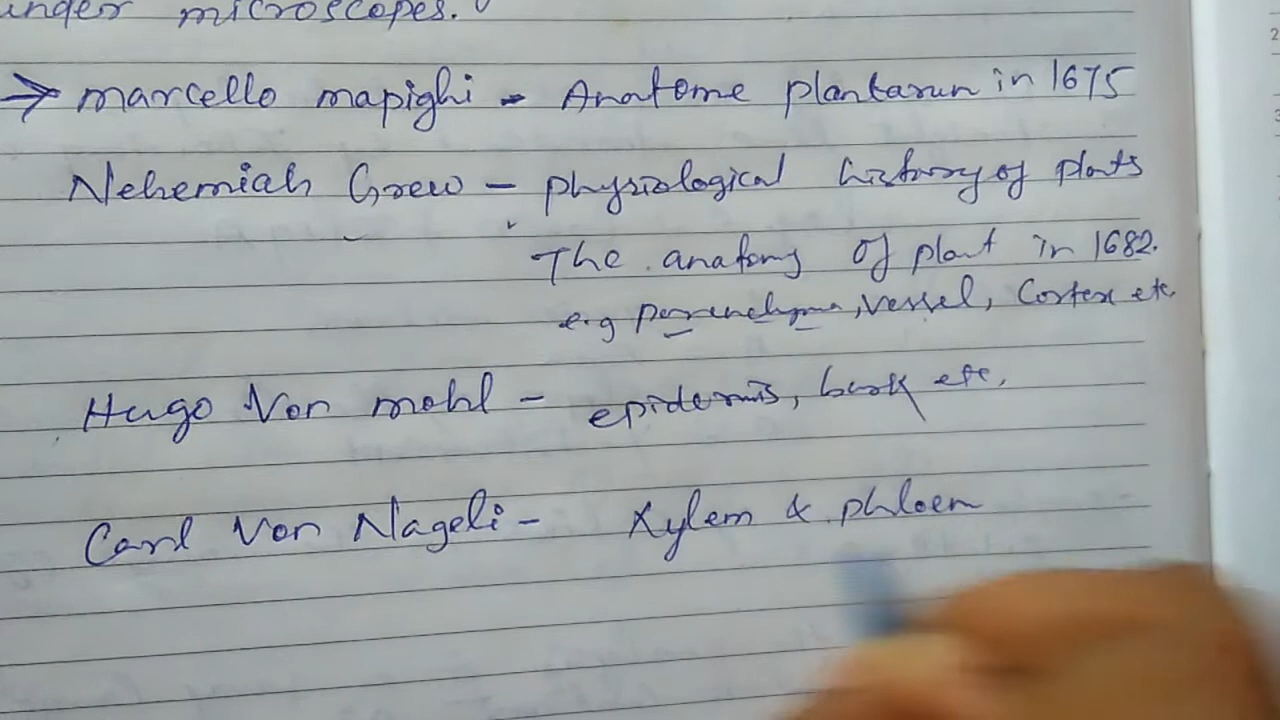 under microscopes.
→ marcello mapighi - Anatome plantarun in 1675
Nehemiah Grew - physiological history of plants
The anatomy of plant in 1682.
e.g parenchyma, vessel, Cortex etc
Hugo Von mohl - epidermis, bark etc,
Carl Von Nageli - Xylem & phloem